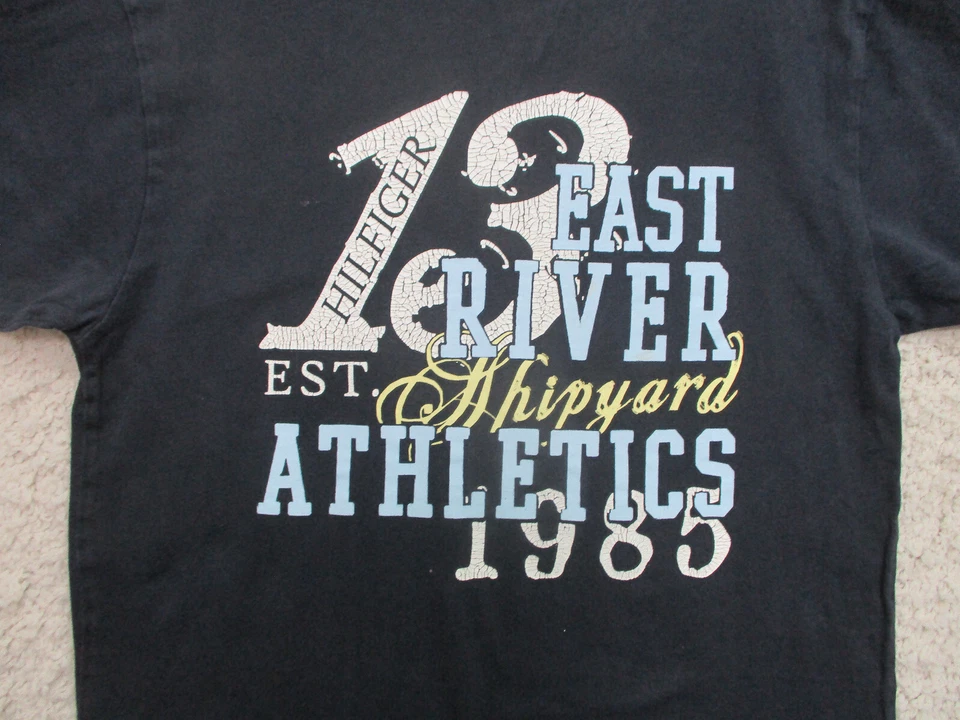 13
HILFIGER
EAST
RIVER
EST. Shipyard
ATHLETICS
1985